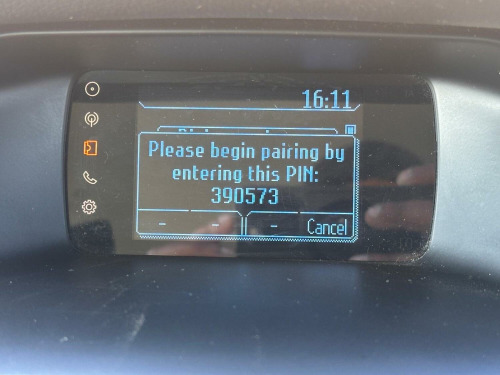 16:11
Please begin pairing by
entering this PIN:
390573
Cancel